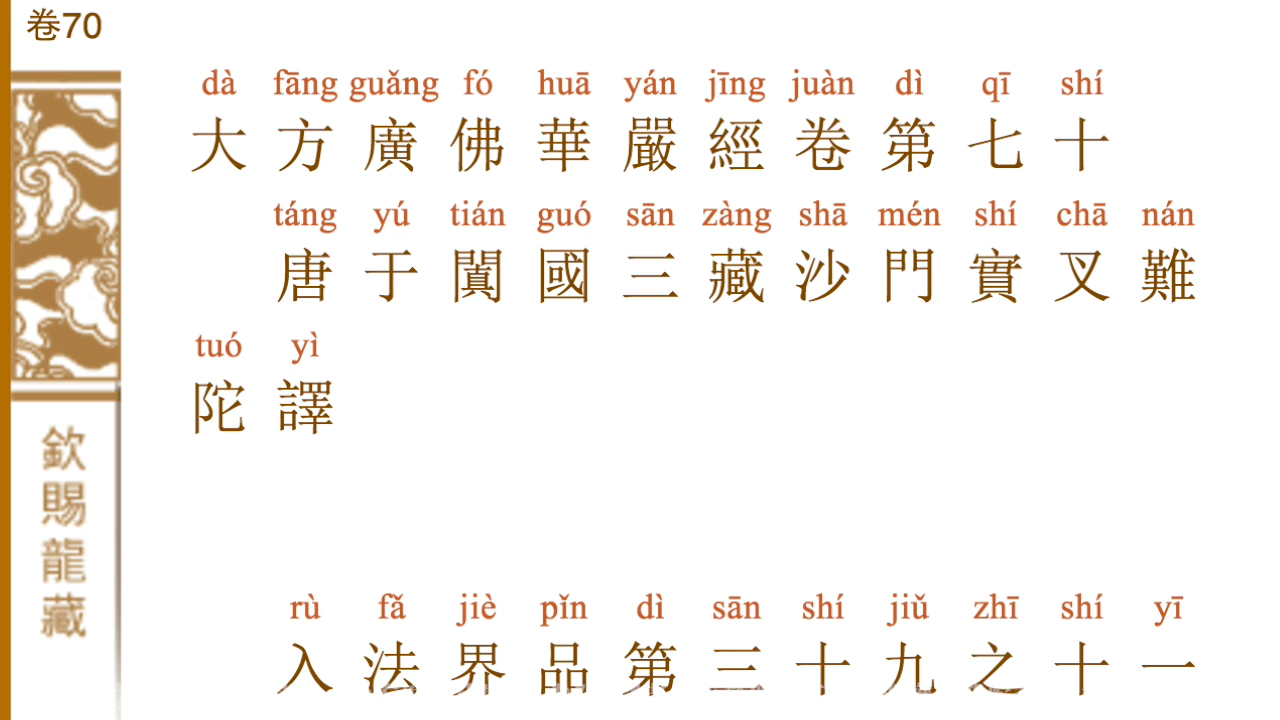 卷70
dà fāng guǎng fó huā yán jīng juàn dì qī shí
大方廣佛華嚴經卷第七十
táng yú tián guó sān zàng shā mén shí chā nán
唐于闐國三藏沙門實叉難
tuó yì
陀譯
欽賜龍藏
rù fǎ jiè pǐn dì sān shí jiǔ zhī shí yī
入法界品第三十九之十一